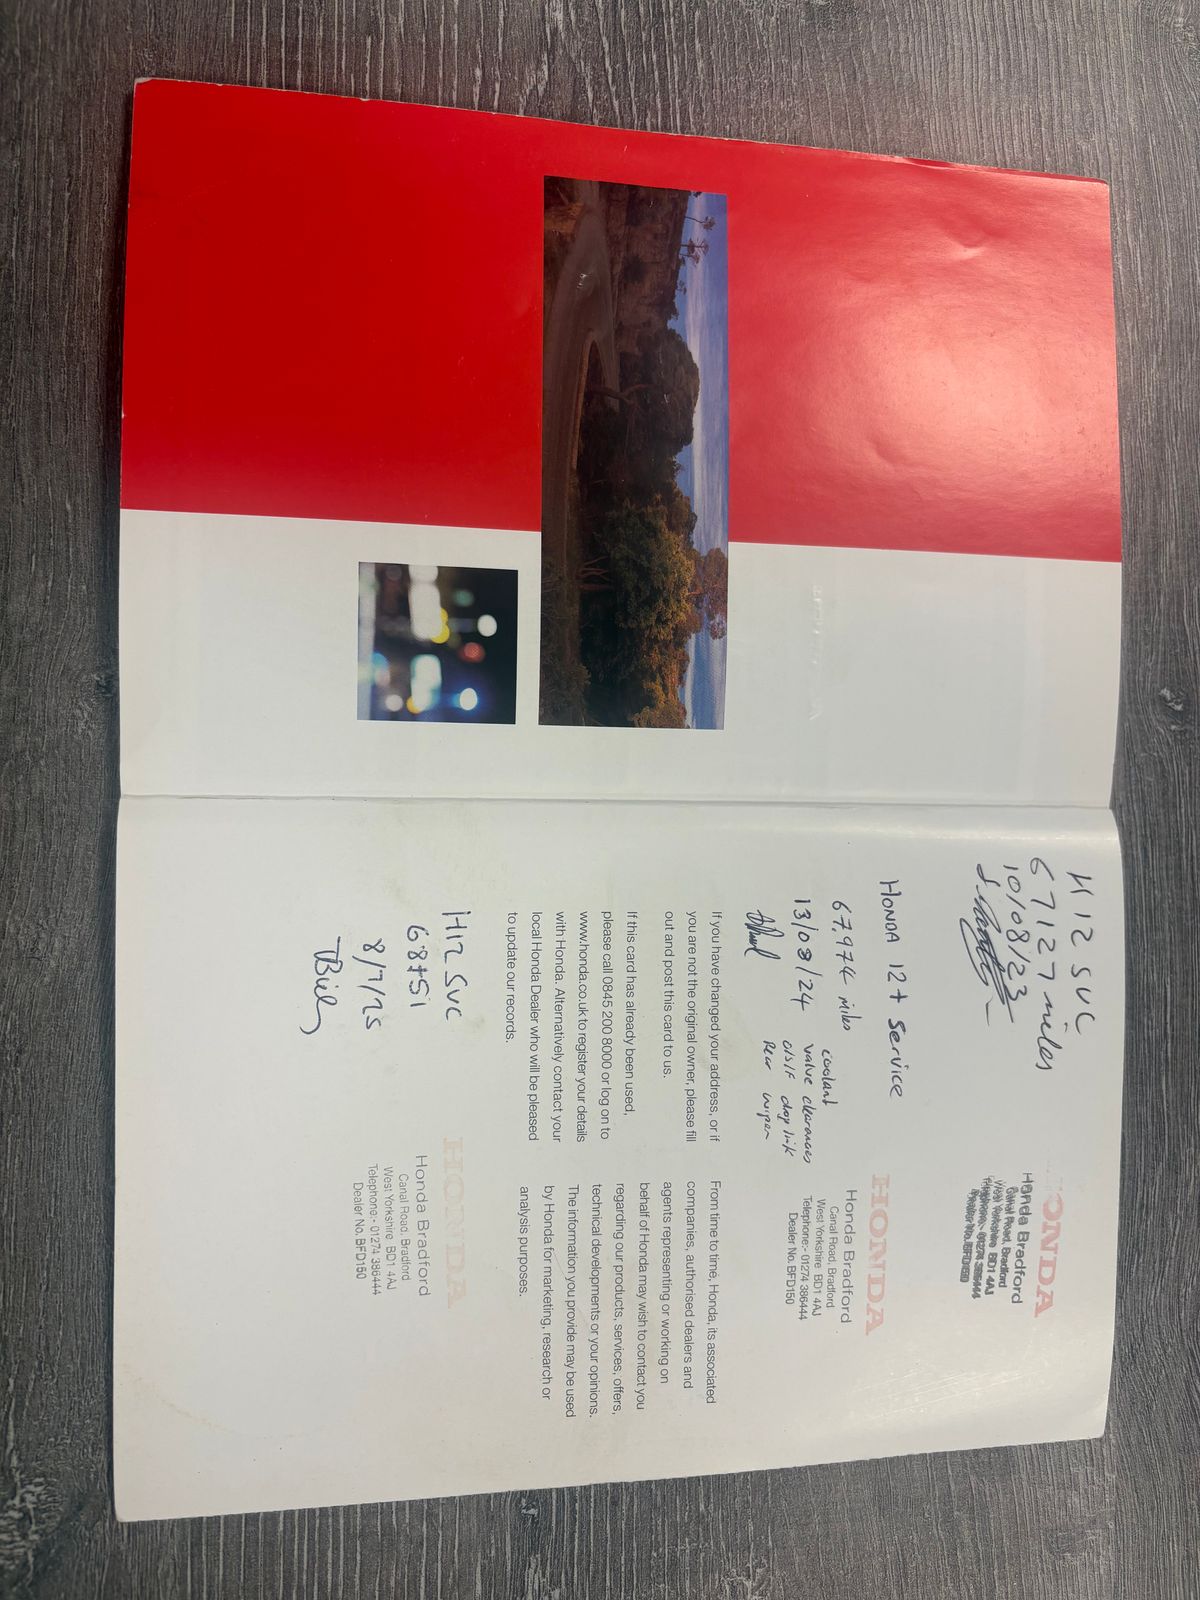 H12 SVC
67127 miles
10/08/23
HONDA
Honda Bradford
Canal Road, Bradford
West Yorkshire BD1 4AJ
Telephone:- 01274 386444
Dealer No. BFD150
HONDA 12+ Service
67,974 miles
13/08/24
coolant
valve clearances
o/s/f drop link
Rear wiper
HONDA
Honda Bradford
Canal Road, Bradford
West Yorkshire BD1 4AJ
Telephone:- 01274 386444
Dealer No. BFD150
If you have changed your address, or if
you are not the original owner, please fill
out and post this card to us.
If this card has already been used,
please call 0845 200 8000 or log on to
www.honda.co.uk to register your details
with Honda. Alternatively contact your
local Honda Dealer who will be pleased
to update our records.
From time to time, Honda, its associated
companies, authorised dealers and
agents representing or working on
behalf of Honda may wish to contact you
regarding our products, services, offers,
technical developments or your opinions.
The information you provide may be used
by Honda for marketing, research or
analysis purposes.
H12 SVC
68751
8/7/25
HONDA
Honda Bradford
Canal Road, Bradford
West Yorkshire BD1 4AJ
Telephone:- 01274 386444
Dealer No. BFD150